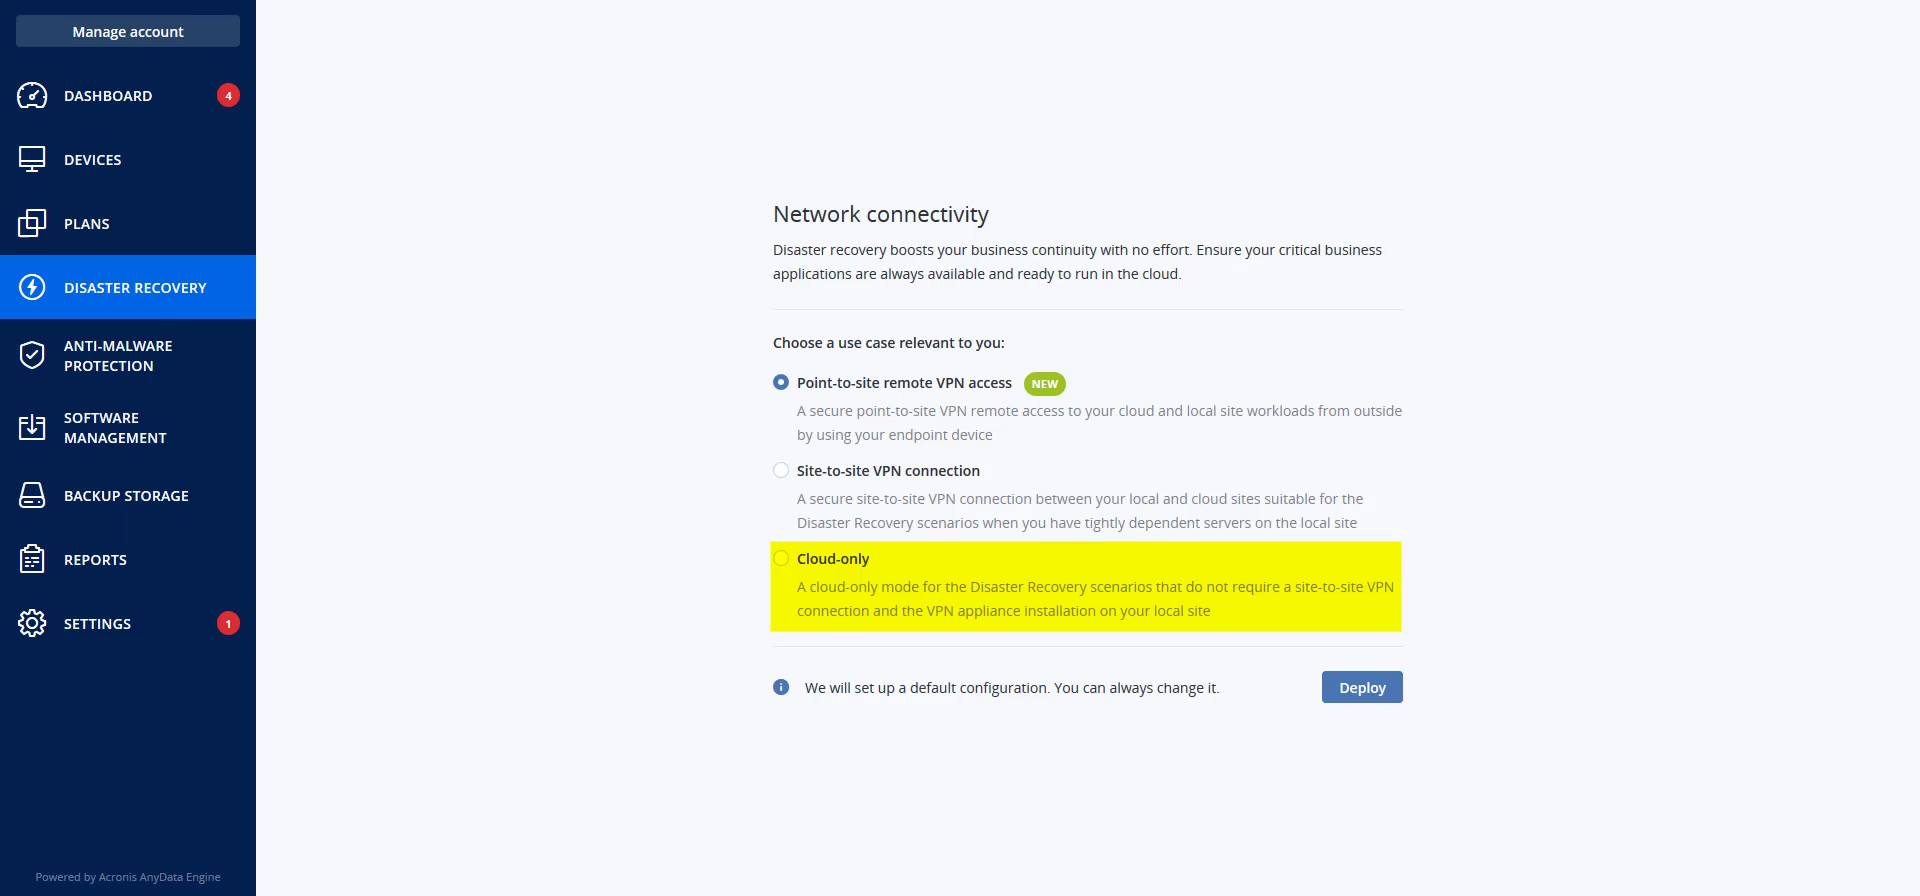 Manage account
DASHBOARD 4
DEVICES
PLANS
DISASTER RECOVERY
ANTI-MALWARE
PROTECTION
SOFTWARE
MANAGEMENT
BACKUP STORAGE
REPORTS
SETTINGS 1
Powered by Acronis AnyData Engine
Network connectivity
Disaster recovery boosts your business continuity with no effort. Ensure your critical business
applications are always available and ready to run in the cloud.
Choose a use case relevant to you:
Point-to-site remote VPN access NEW
A secure point-to-site VPN remote access to your cloud and local site workloads from outside
by using your endpoint device
Site-to-site VPN connection
A secure site-to-site VPN connection between your local and cloud sites suitable for the
Disaster Recovery scenarios when you have tightly dependent servers on the local site
Cloud-only
A cloud-only mode for the Disaster Recovery scenarios that do not require a site-to-site VPN
connection and the VPN appliance installation on your local site
We will set up a default configuration. You can always change it.
Deploy